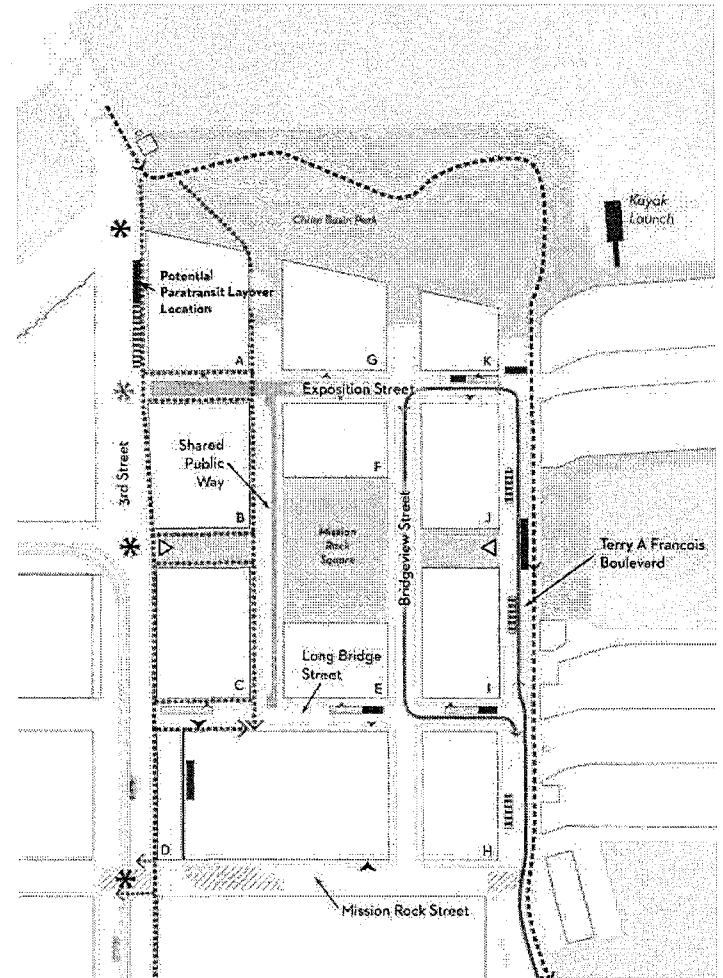 China Basin Park
Kayak
Launch
Potential
Paratransit Layover
Location
A
G
K
Exposition Street
3rd Street
Shared
Public
Way
F
B
J
Mission
Rock
Square
Bridgeview Street
Terry A Francois
Boulevard
Long Bridge
Street
C
E
I
D
H
Mission Rock Street